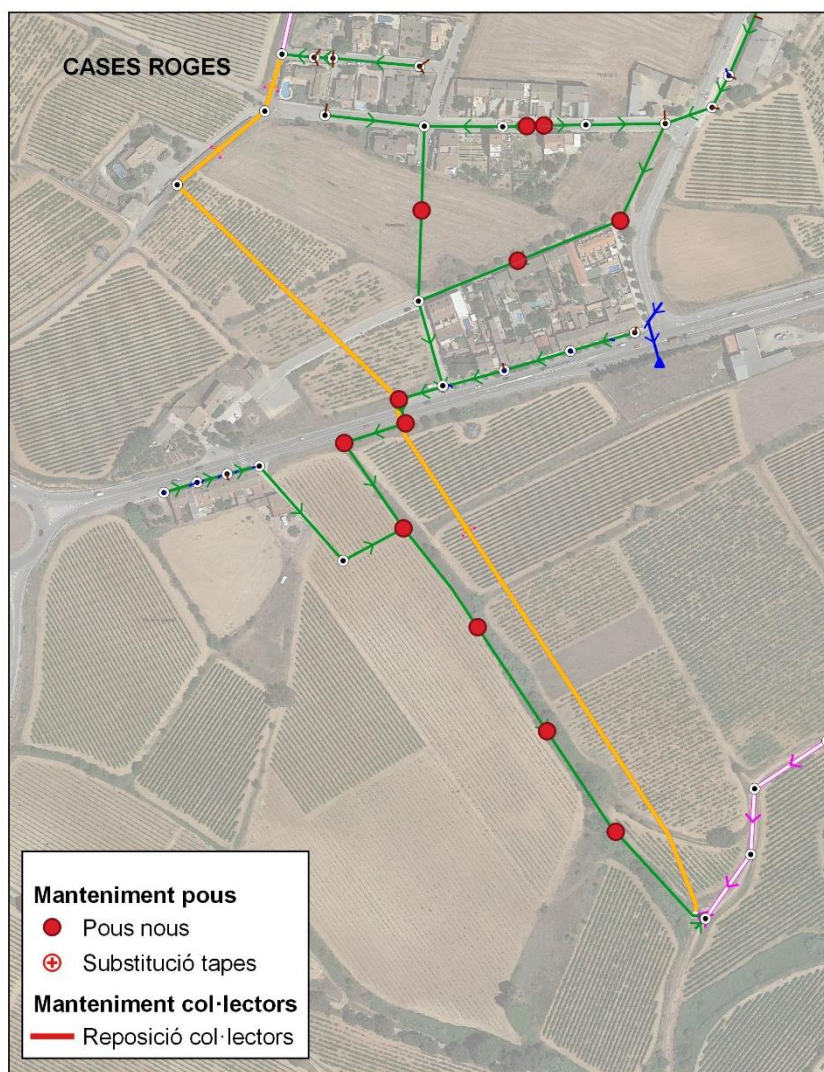 CASES ROGES
Manteniment pous
Pous nous
Substitució tapes
Manteniment col·lectors
Reposició col·lectors